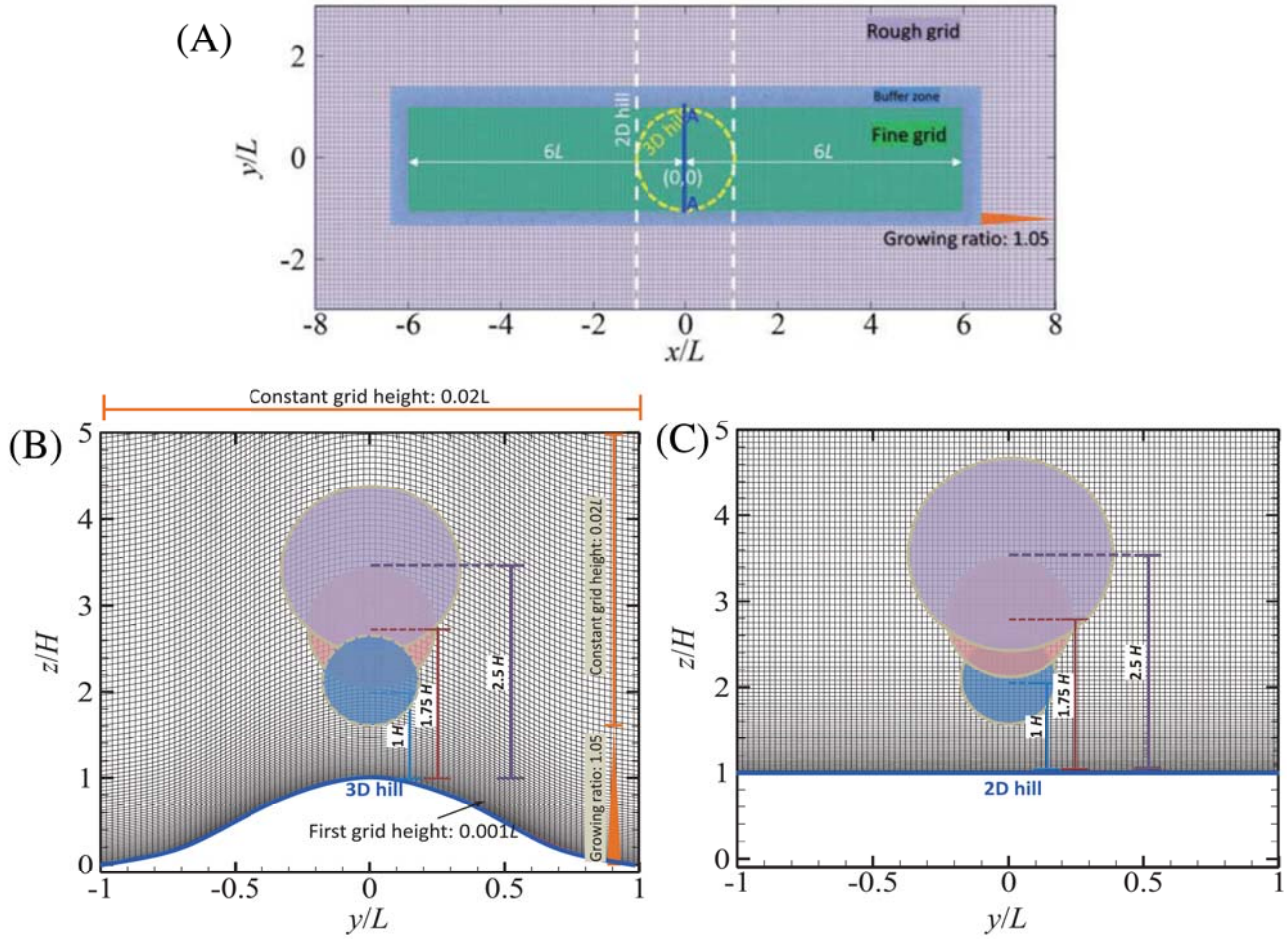 (A)
Rough grid
Buffer zone
Fine grid
2D hill
3D hill
A
6L
6L
(0,0)
A
Growing ratio: 1.05
y/L
2
0
-2
-8
-6
-4
-2
0
2
4
6
8
x/L
Constant grid height: 0.02L
(B)
z/H
5
4
3
2
1
0
Constant grid height: 0.02L
Growing ratio: 1.05
2.5 H
1.75 H
1 H
3D hill
First grid height: 0.001L
-1
-0.5
0
0.5
1
y/L
(C)
z/H
5
4
3
2
1
0
2.5 H
1.75 H
1 H
2D hill
-1
-0.5
0
0.5
1
y/L